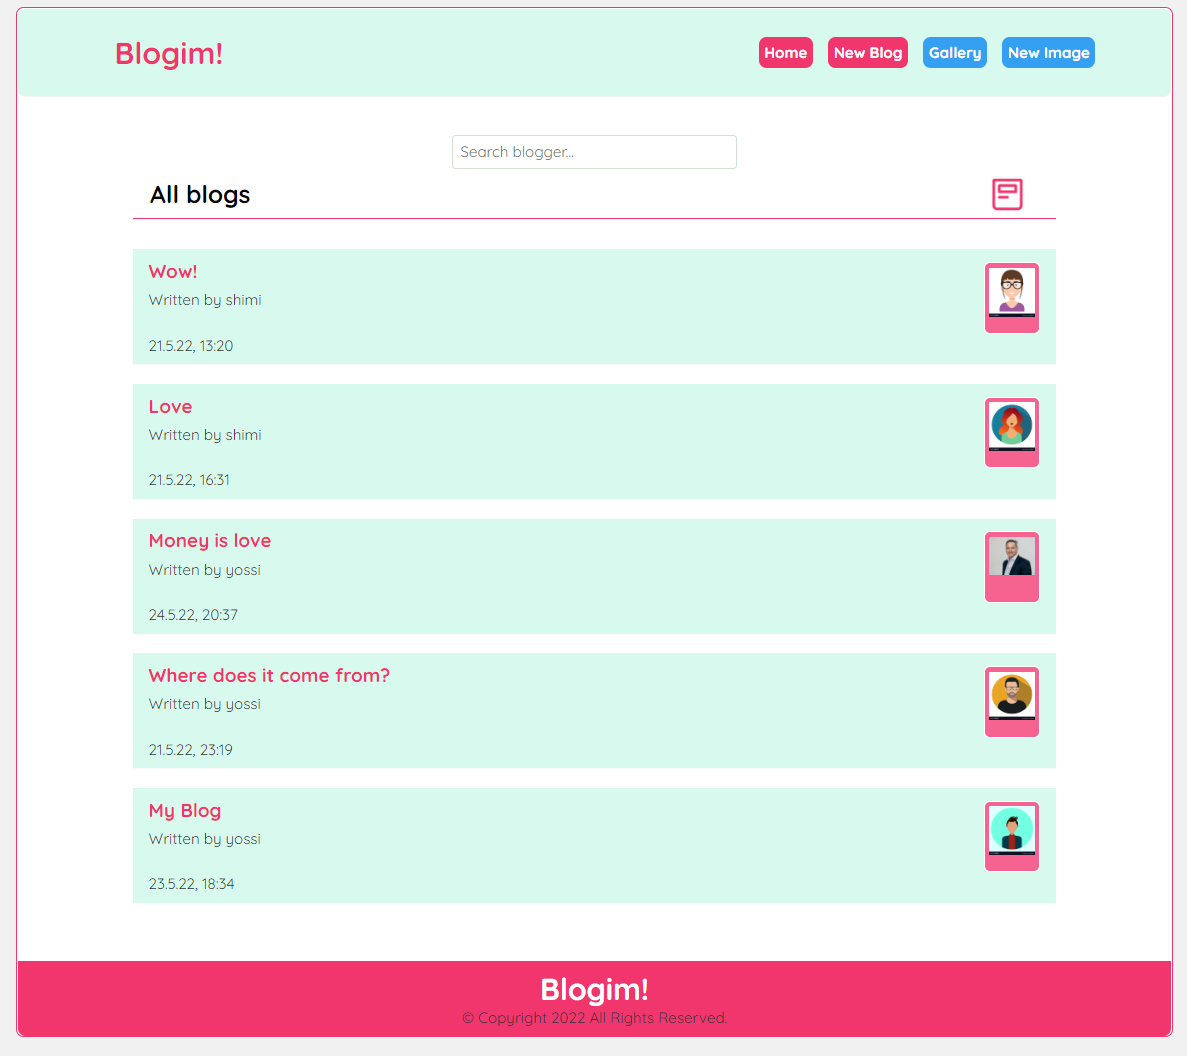 Blogim!
Home New Blog Gallery New Image
Search blogger...
All blogs
Wow!
Written by shimi
21.5.22, 13:20
Love
Written by shimi
21.5.22, 16:31
Money is love
Written by yossi
24.5.22, 20:37
Where does it come from?
Written by yossi
21.5.22, 23:19
My Blog
Written by yossi
23.5.22, 18:34
Blogim!
© Copyright 2022 All Rights Reserved.